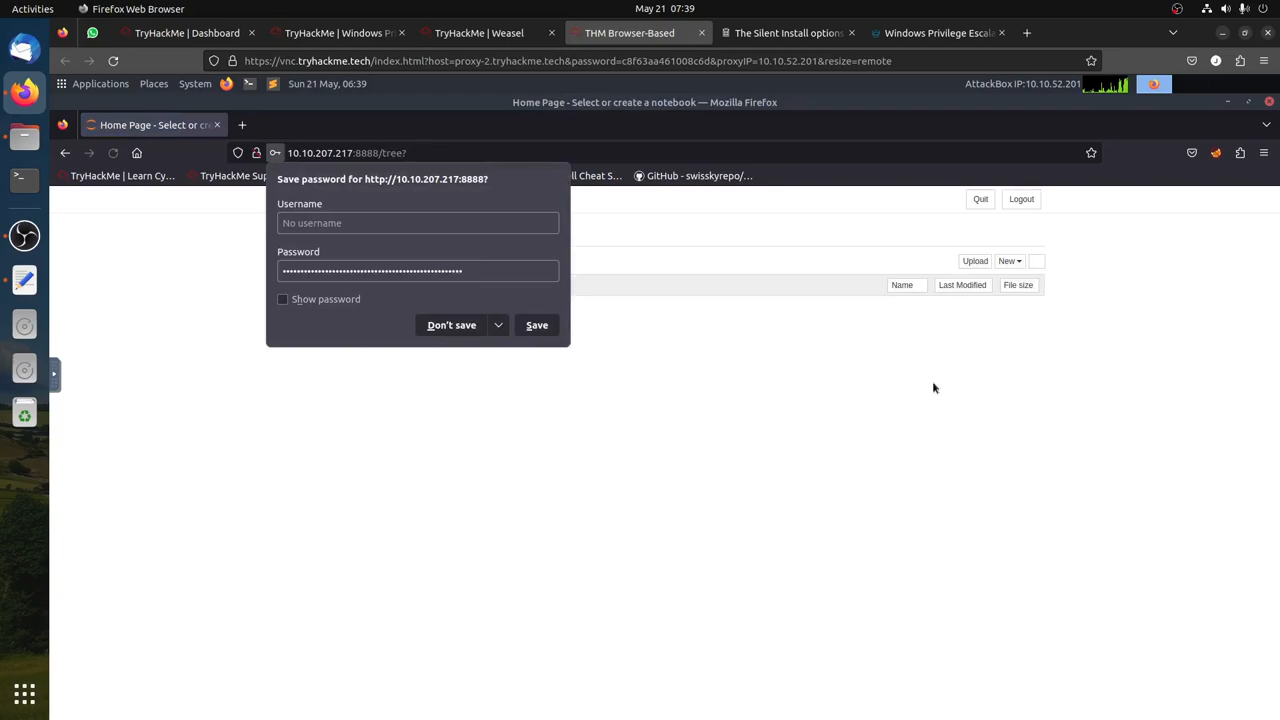 Activities
Firefox Web Browser
May 21 07:39
TryHackMe | Dashboard
TryHackMe | Windows Pri
TryHackMe | Weasel
THM Browser-Based
The Silent Install options
Windows Privilege Escala
https://vnc.tryhackme.tech/index.html?host=proxy-2.tryhackme.tech&password=c8f63aa461008c6d&proxyIP=10.10.52.201&resize=remote
Applications
Places
System
Sun 21 May, 06:39
AttackBox IP:10.10.52.201
Home Page - Select or create a notebook — Mozilla Firefox
Home Page - Select or cre
10.10.207.217:8888/tree?
TryHackMe | Learn Cy…
TryHackMe Sup
ll Cheat S…
GitHub - swisskyrepo/…
Save password for http://10.10.207.217:8888?
Username
No username
Password
Show password
Don't save
Save
Quit
Logout
Upload
New
Name
Last Modified
File size